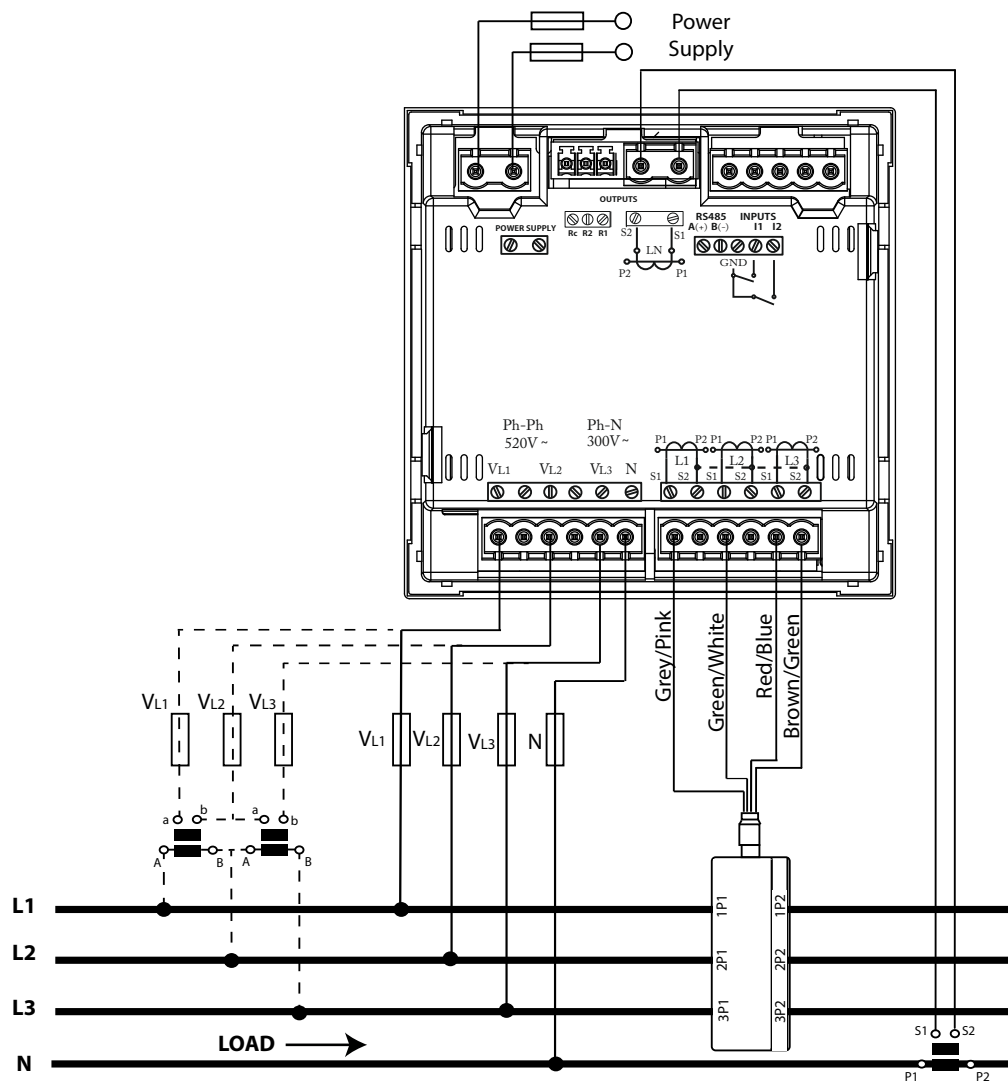 Power
Supply
OUTPUTS
POWER SUPPLY
Rc R2 R1
S2 S1
LN
P2 P1
RS485 INPUTS
A(+) B(-) I1 I2
GND
Ph-Ph Ph-N
520V ~ 300V ~
VL1 VL2 VL3 N
P1 P2 P1 P2 P1 P2
L1 L2 L3
S1 S2 S1 S2 S1 S2
Grey/Pink
Green/White
Red/Blue
Brown/Green
VL1 VL2 VL3
VL1 VL2 VL3 N
a b a b
A B A B
L1 1P1 1P2
L2 2P1 2P2
L3 3P1 3P2
LOAD
S1 S2
N
P1 P2